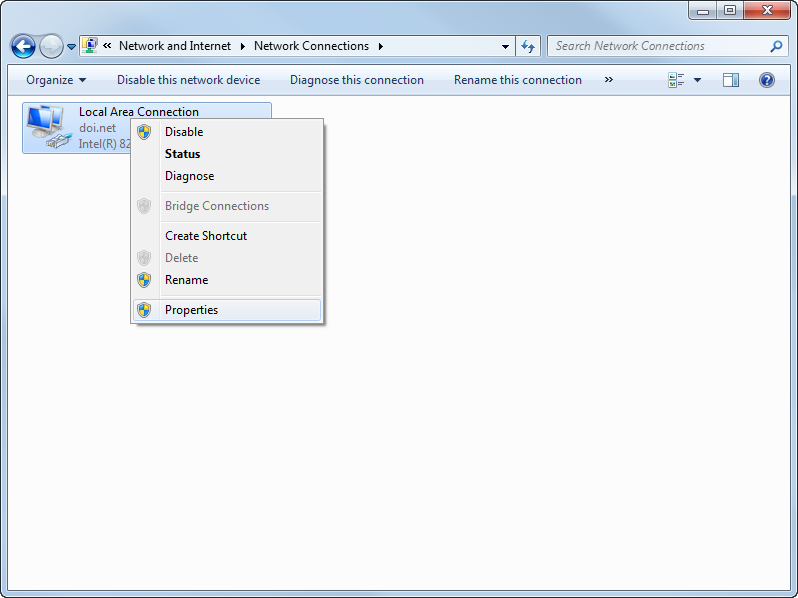 « Network and Internet Network Connections
Search Network Connections
Organize Disable this network device Diagnose this connection Rename this connection »
Local Area Connection
doi.net
Intel(R) 82
Disable
Status
Diagnose
Bridge Connections
Create Shortcut
Delete
Rename
Properties